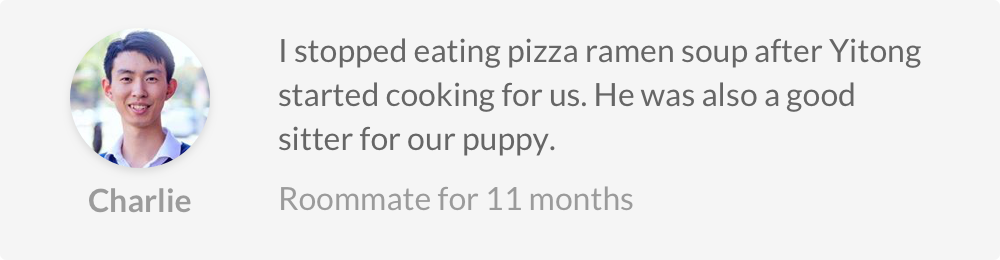 I stopped eating pizza ramen soup after Yitong
started cooking for us. He was also a good
sitter for our puppy.
Charlie
Roommate for 11 months